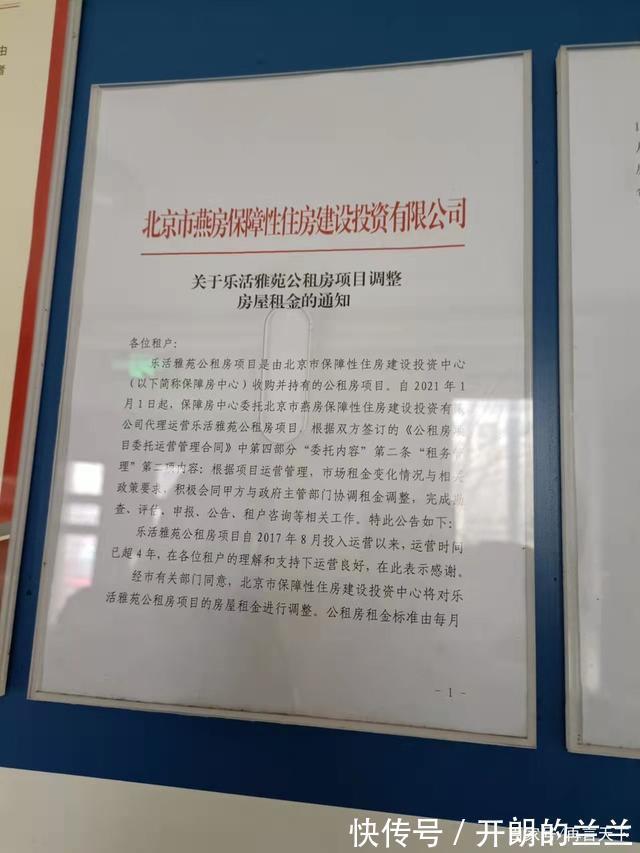 由
者
北京市燕房保障性住房建设投资有限公司
关于乐活雅苑公租房项目调整
房屋租金的通知
各位租户：
乐活雅苑公租房项目是由北京市保障性住房建设投资中心
（以下简称保障房中心）收购并持有的公租房项目。自 2021 年 1
月 1 日起，保障房中心委托北京市燕房保障性住房建设投资有限
公司代理运营乐活雅苑公租房项目，根据双方签订的《公租房项
目委托运营管理合同》中第四部分“委托内容”第二条“租务管
理”第二项内容：根据项目运营管理，市场租金变化情况与相关
政策要求，积极会同甲方与政府主管部门协调租金调整，完成勘
查、评估、申报、公告、租户咨询等相关工作。特此公告如下：
乐活雅苑公租房项目自 2017 年 8 月投入运营以来，运营时间
已超 4 年，在各位租户的理解和支持下运营良好，在此表示感谢。
经市有关部门同意，北京市保障性住房建设投资中心将对乐
活雅苑公租房项目的房屋租金进行调整。公租房租金标准由每月
- 1 -
快传号 / 开朗的兰兰